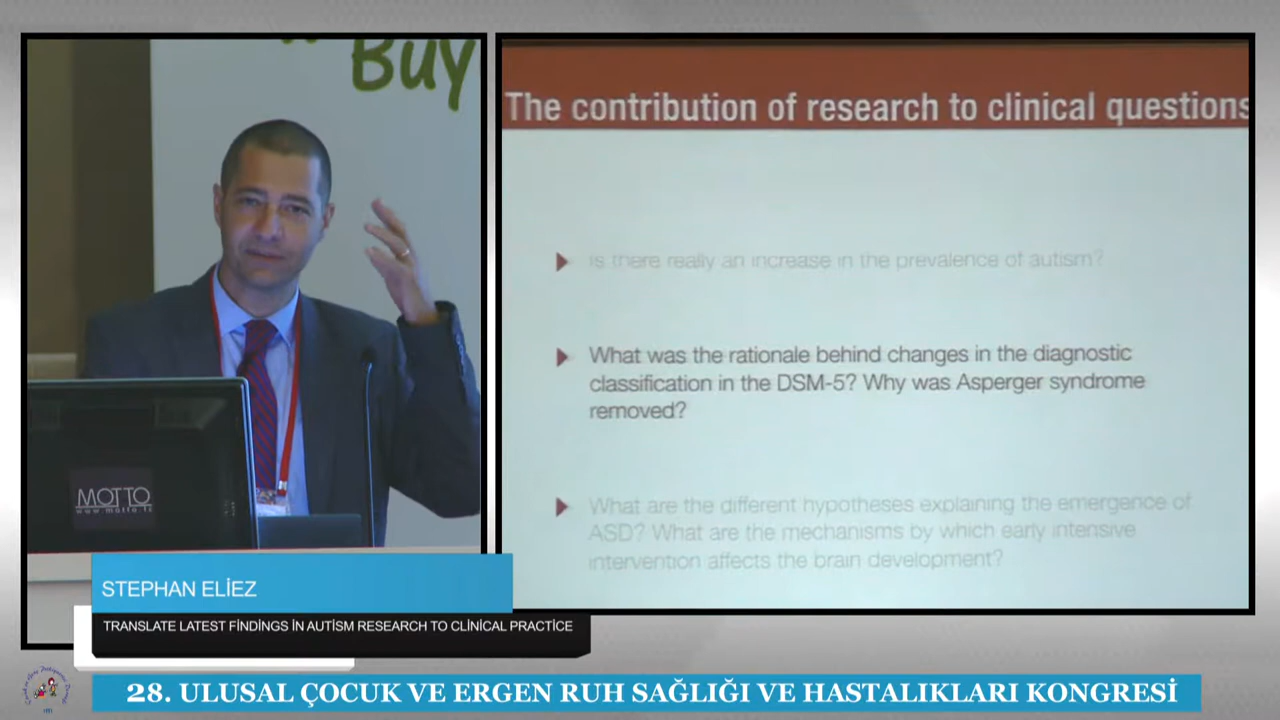 Buy
The contribution of research to clinical questions
Is there really an increase in the prevalence of autism?
What was the rationale behind changes in the diagnostic
classification in the DSM-5? Why was Asperger syndrome
removed?
What are the different hypotheses explaining the emergence of
ASD? What are the mechanisms by which early intensive
intervention affects the brain development?
MOTTO
www.motto.tc
STEPHAN ELİEZ
TRANSLATE LATEST FİNDİNGS İN AUTİSM RESEARCH TO CLİNİCAL PRACTİCE
28. ULUSAL ÇOCUK VE ERGEN RUH SAĞLIĞI VE HASTALIKLARI KONGRESİ